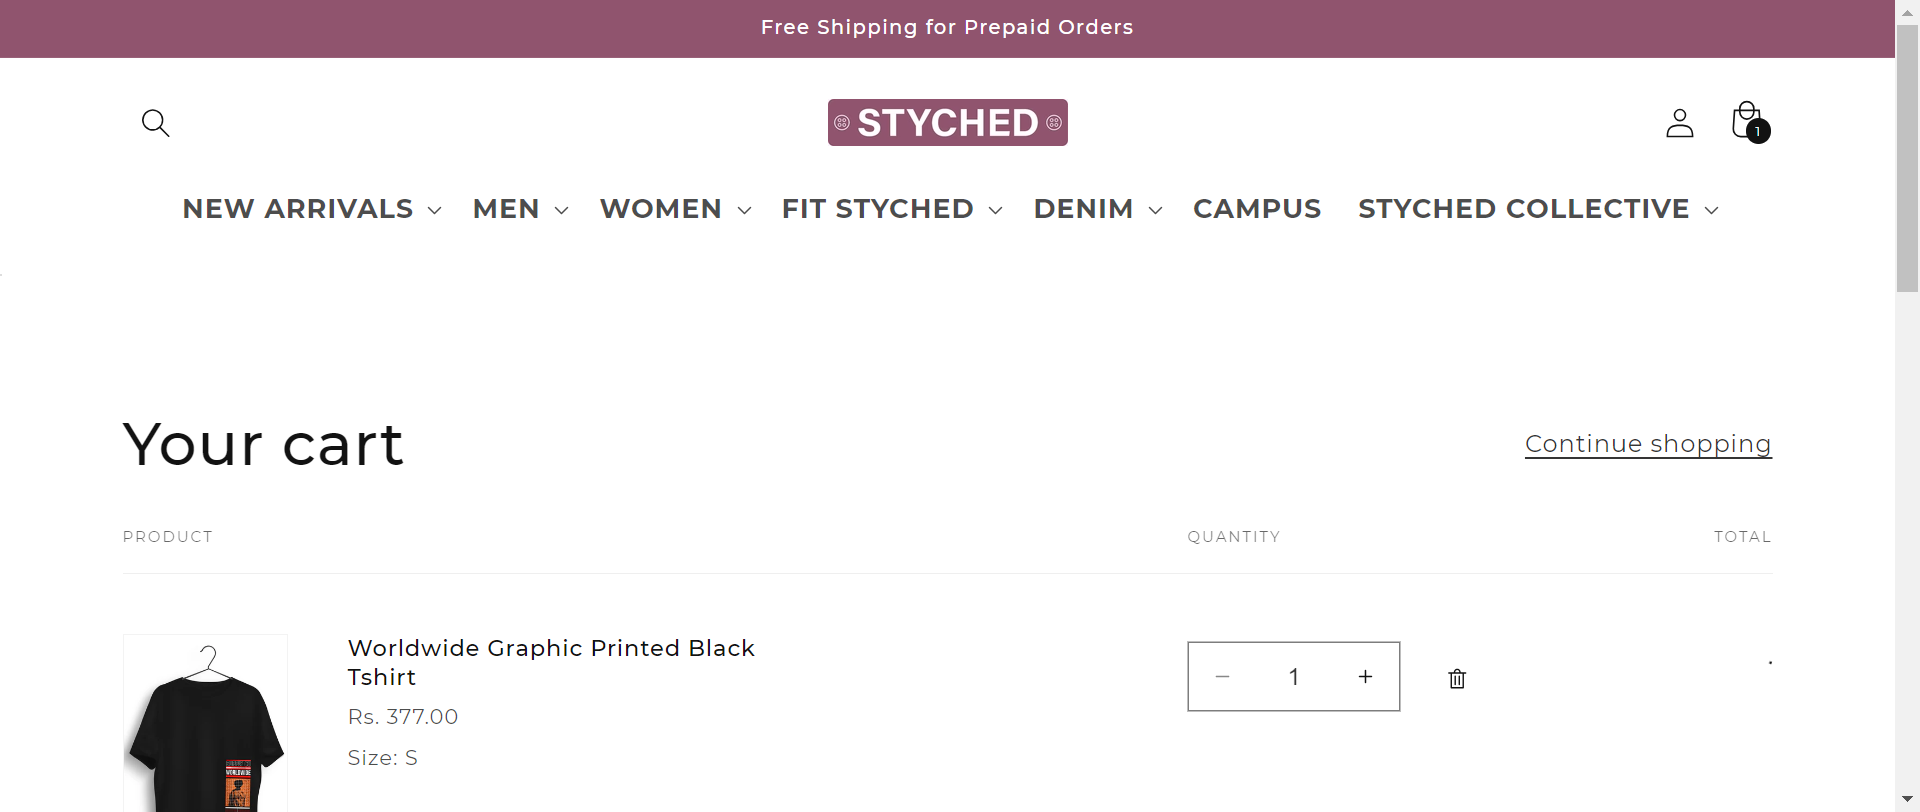 Free Shipping for Prepaid Orders
STYCHED
1
NEW ARRIVALS MEN WOMEN FIT STYCHED DENIM CAMPUS STYCHED COLLECTIVE
Your cart
Continue shopping
PRODUCT QUANTITY TOTAL
Worldwide Graphic Printed Black
Tshirt
Rs. 377.00
Size: S
− 1 +
.
WORLDWIDE